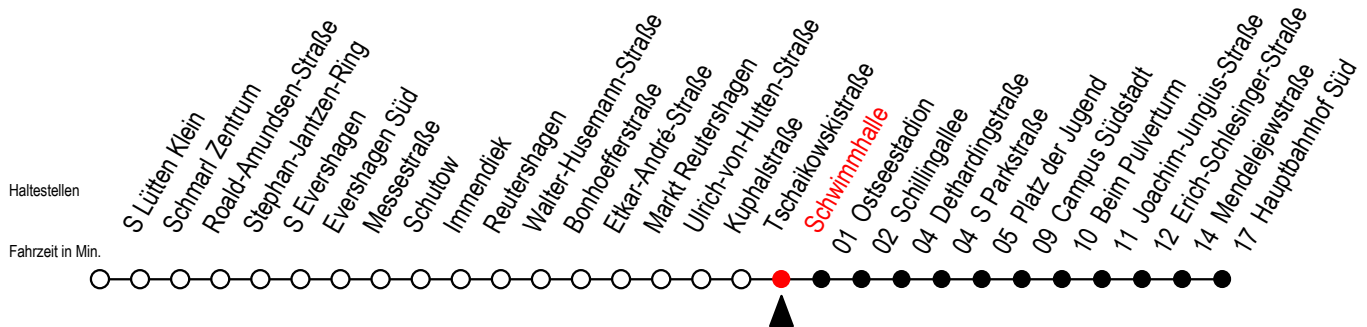 Haltestellen
Fahrzeit in Min.
S Lütten Klein
Schmarl Zentrum
Roald-Amundsen-Straße
Stephan-Jantzen-Ring
S Evershagen
Evershagen Süd
Messestraße
Schutow
Immendiek
Reutershagen
Walter-Husemann-Straße
Bonhoefferstraße
Etkar-André-Straße
Markt Reutershagen
Ulrich-von-Hutten-Straße
Kuphalstraße
Tschaikowskistraße
Schwimmhalle
01 Ostseestadion
02 Schillingallee
04 Dethardingstraße
04 S Parkstraße
05 Platz der Jugend
09 Campus Südstadt
10 Beim Pulverturm
11 Joachim-Jungius-Straße
12 Erich-Schlesinger-Straße
14 Mendelejewstraße
17 Hauptbahnhof Süd